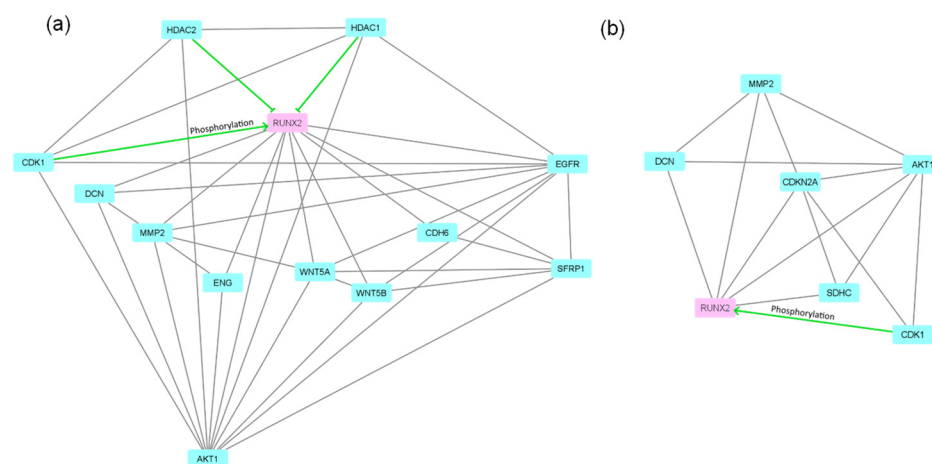 (a)
HDAC2
HDAC1
RUNX2
Phosphorylation
CDK1
EGFR
DCN
MMP2
CDH6
ENG
WNT5A
SFRP1
WNT5B
AKT1
(b)
MMP2
DCN
AKT1
CDKN2A
SDHC
RUNX2
Phosphorylation
CDK1